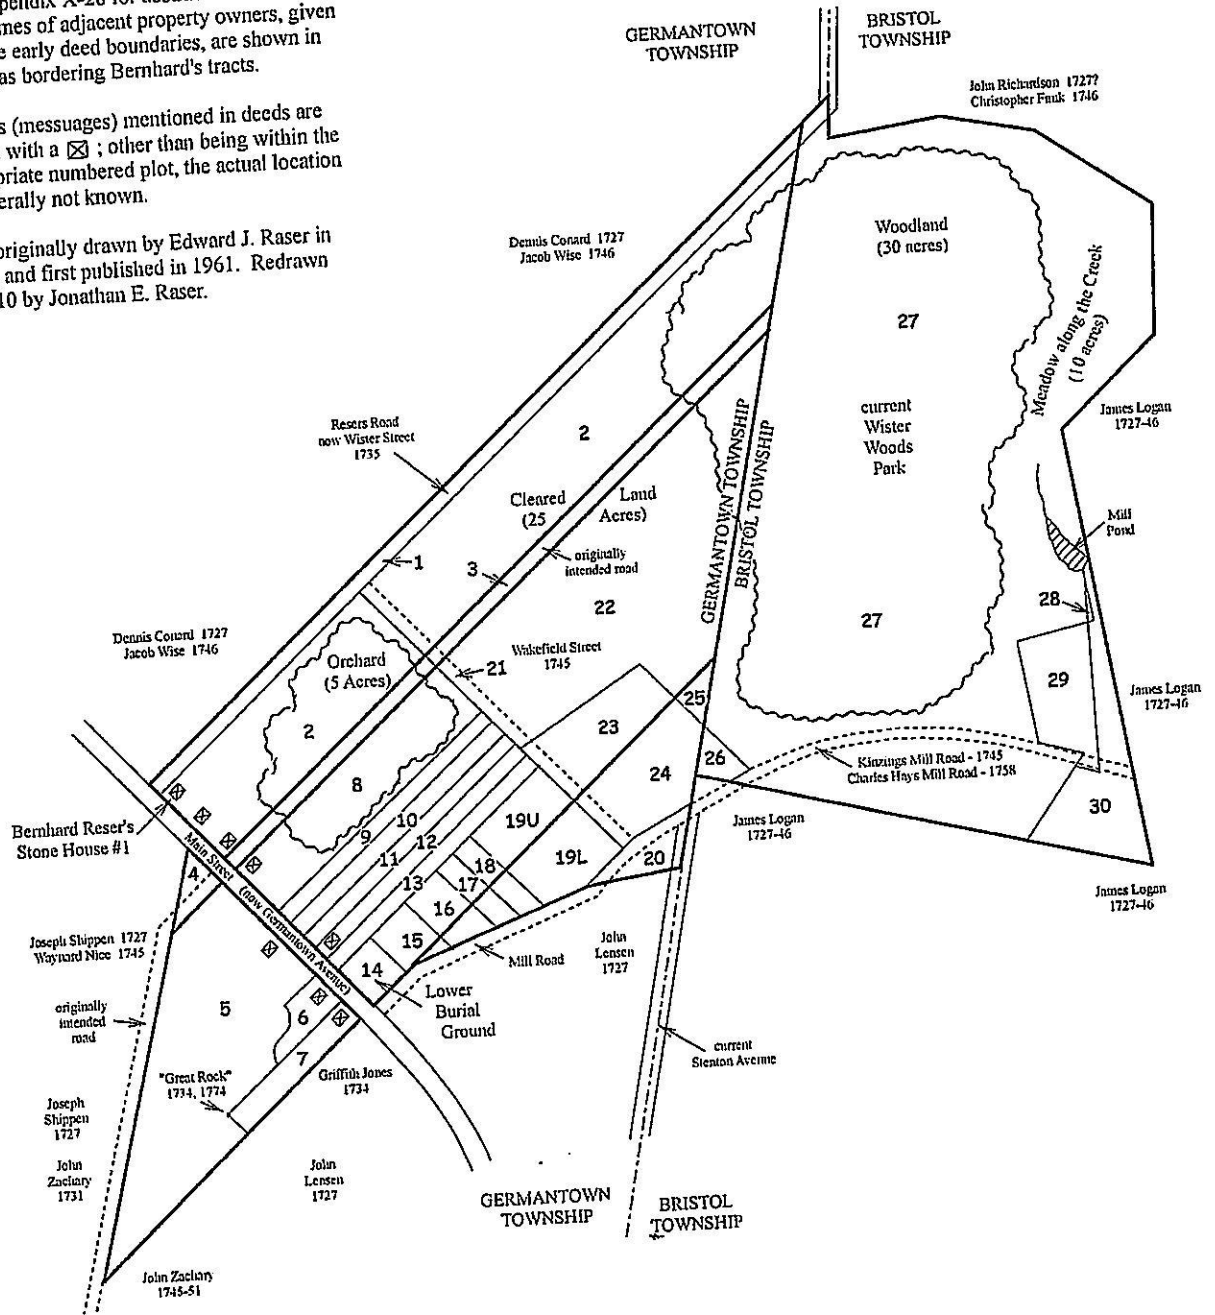 mes of adjacent property owners, given
e early deed boundaries, are shown in
as bordering Bernhard's tracts.
s (messuages) mentioned in deeds are
with a ☒ ; other than being within the
oriate numbered plot, the actual location
erally not known.
originally drawn by Edward J. Raser in
and first published in 1961. Redrawn
10 by Jonathan E. Raser.
GERMANTOWN
TOWNSHIP
BRISTOL
TOWNSHIP
John Richardson 1727?
Christopher 1746
Dennis Conard 1727
Jacob Wise 1746
Woodland
(30 acres)
27
Meadow along the Creek
(10 acres)
current
Wister
Woods
Park
James Logan
1727-46
Resers Road
now Wister Street
1735
2
Cleared Land
(25 Acres)
GERMANTOWN TOWNSHIP
BRISTOL TOWNSHIP
Mill
Pond
1
3
originally
intended road
22
27
28
Dennis Conard 1727
Jacob Wise 1746
Orchard
(5 Acres)
21
Wakefield Street
1745
25
29
James Logan
1727-46
2
23
24
26
Kinzings Mill Road - 1745
Charles Hays Mill Road - 1758
8
30
Bernhard Reser's
Stone House #1
Main Street (now Germantown Avenue)
9
10
11
12
13
19U
James Logan
1727-46
4
18
17
16
19L
20
James Logan
1727-46
Joseph Shippen 1727
Waynard Nice 1745
15
14
Mill Road
John
Lensen
1727
originally
intended
road
5
6
7
Lower
Burial
Ground
current
Stenton Avenue
"Great Rock"
1734, 1774
Griffith Jones
1734
Joseph
Shippen
1727
John
Zachary
1731
John
Lensen
1727
GERMANTOWN
TOWNSHIP
BRISTOL
TOWNSHIP
John Zachary
1745-51